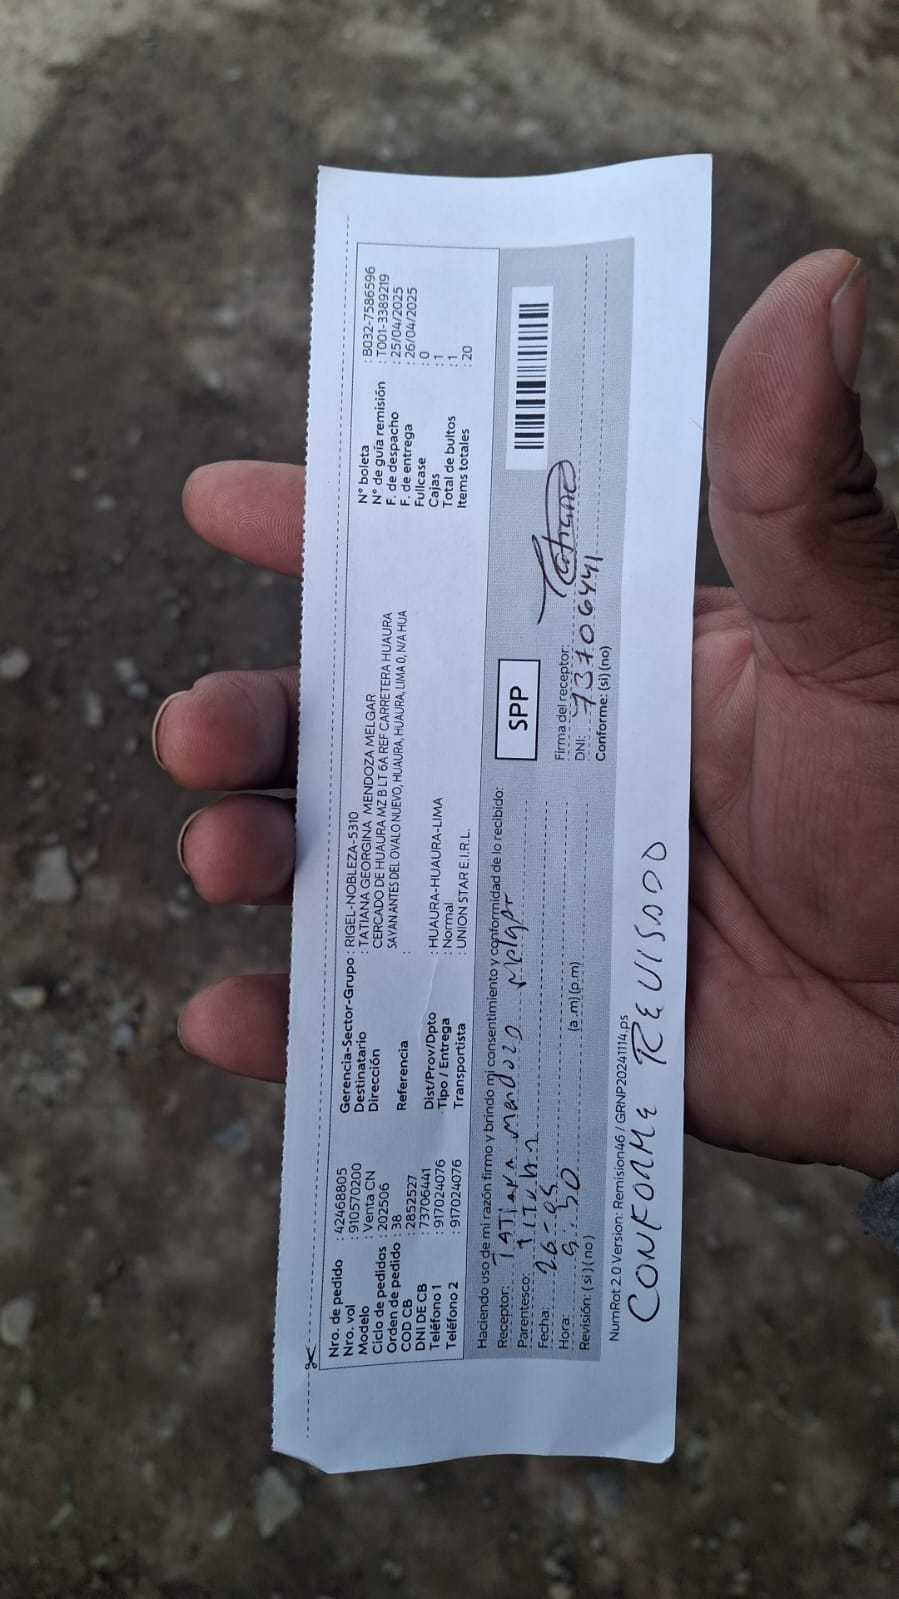 Nro. de pedido : 42468805
Nro. vol : 910570200
Modelo : Venta CN
Ciclo de pedidos : 202506
Orden de pedido : 38
COD CB : 2852527
DNI DE CB : 73706441
Teléfono 1 : 917024076
Teléfono 2 : 917024076
Gerencia-Sector-Grupo : RIGEL-NOBLEZA-5310
Destinatario : TATIANA GEORGINA MENDOZA MELGAR
Dirección CERCADO DE HUAURA MZ B LT 6A REF CARRETERA HUAURA
SAYAN ANTES DEL OVALO NUEVO, HUAURA, HUAURA, LIMA 0, N/A HUA
Referencia :
Dist/Prov/Dpto : HUAURA-HUAURA-LIMA
Tipo / Entrega : Normal
Transportista : UNION STAR E.I.R.L.
N° boleta : B032-7586596
N° de guía remisión : T001-3389219
F. de despacho : 25/04/2025
F. de entrega : 26/04/2025
Fullcase : 0
Cajas : 1
Total de bultos : 1
Items totales : 20
Haciendo uso de mi razón firmo y brindo mi consentimiento y conformidad de lo recibido:
Receptor: TATIANA Mendozo Melgar
Parentesco:
Fecha:
Hora: 9:30 (a.m) (p.m)
Revisión: (si) (no)
SPP
Firma del receptor:
DNI: 73706441
Conforme: (si) (no)
NumRot 2.0 Version: Remision46 / GRNP20241114.ps
CONFORME REVISADO